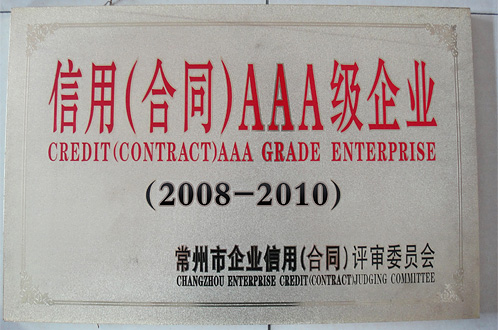 信用(合同)AAA级企业
CREDIT(CONTRACT)AAA GRADE ENTERPRISE
(2008-2010)
常州市企业信用(合同)评审委员会
CHANGZHOU ENTERPRISE CREDIT(CONTRACT)JUDGING COMMITTEE